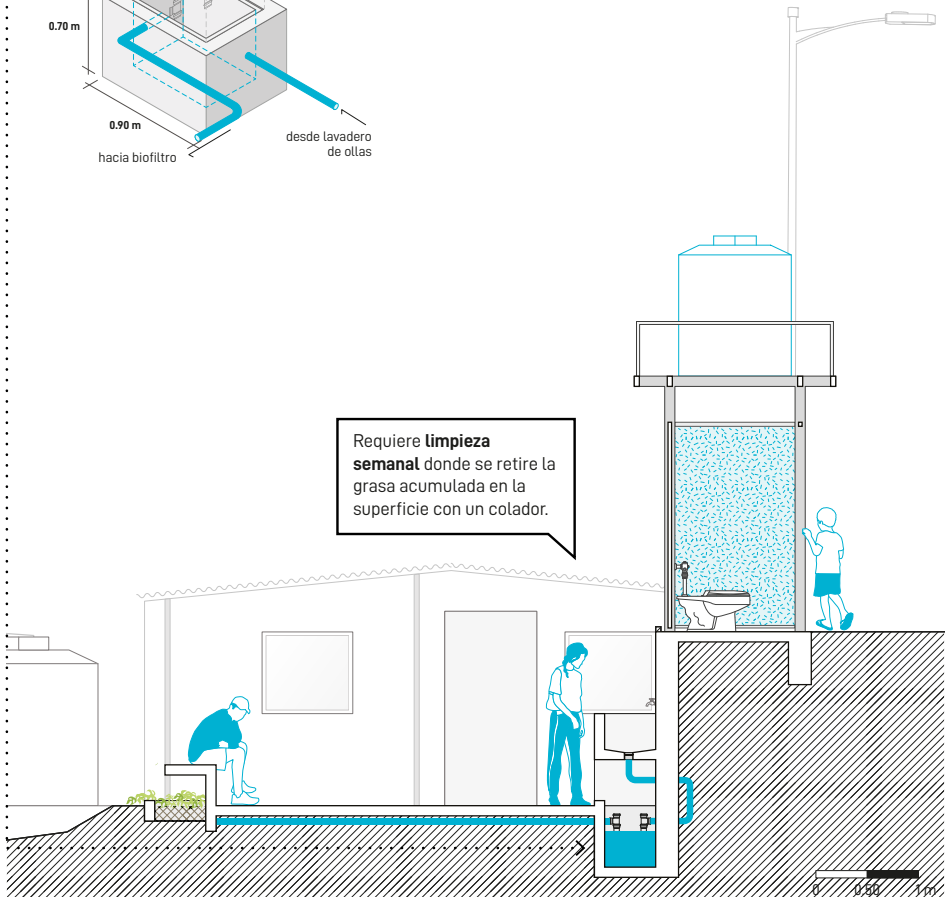 0.70 m
0.90 m
hacia biofiltro
desde lavadero
de ollas
Requiere limpieza
semanal donde se retire la
grasa acumulada en la
superficie con un colador.
0 0.50 1 m